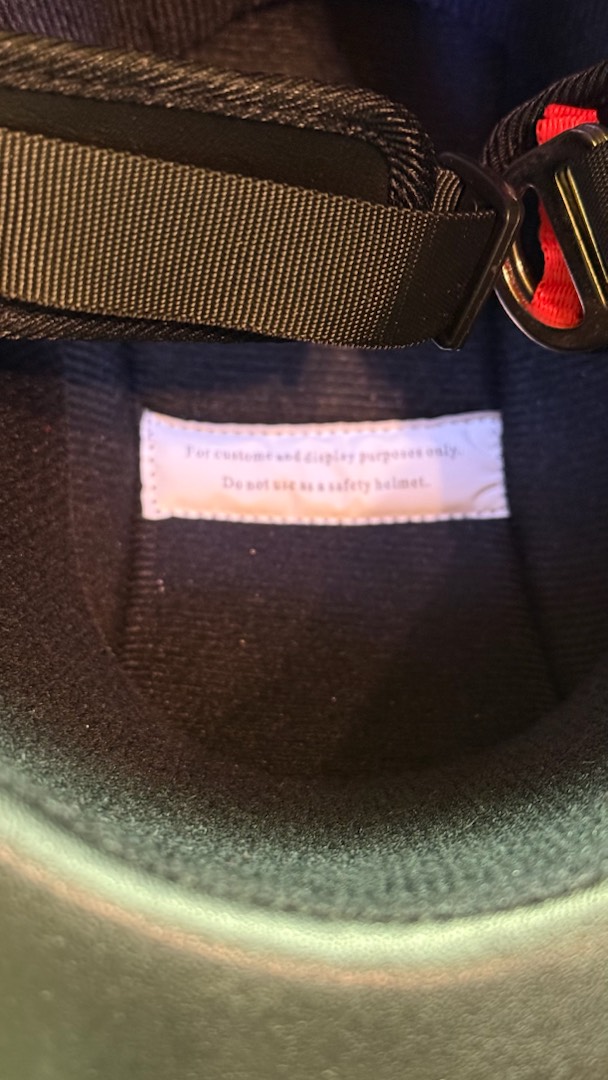 For custome and display purposes only.
Do not use as a safety helmet.